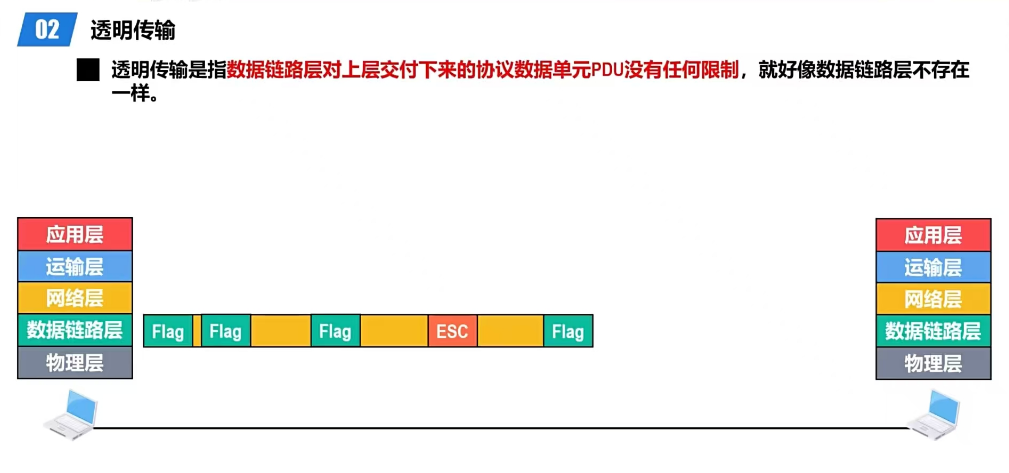 02 透明传输
透明传输是指数据链路层对上层交付下来的协议数据单元PDU没有任何限制，就好像数据链路层不存在
一样。
应用层
运输层
网络层
数据链路层
物理层
Flag Flag Flag ESC Flag
应用层
运输层
网络层
数据链路层
物理层